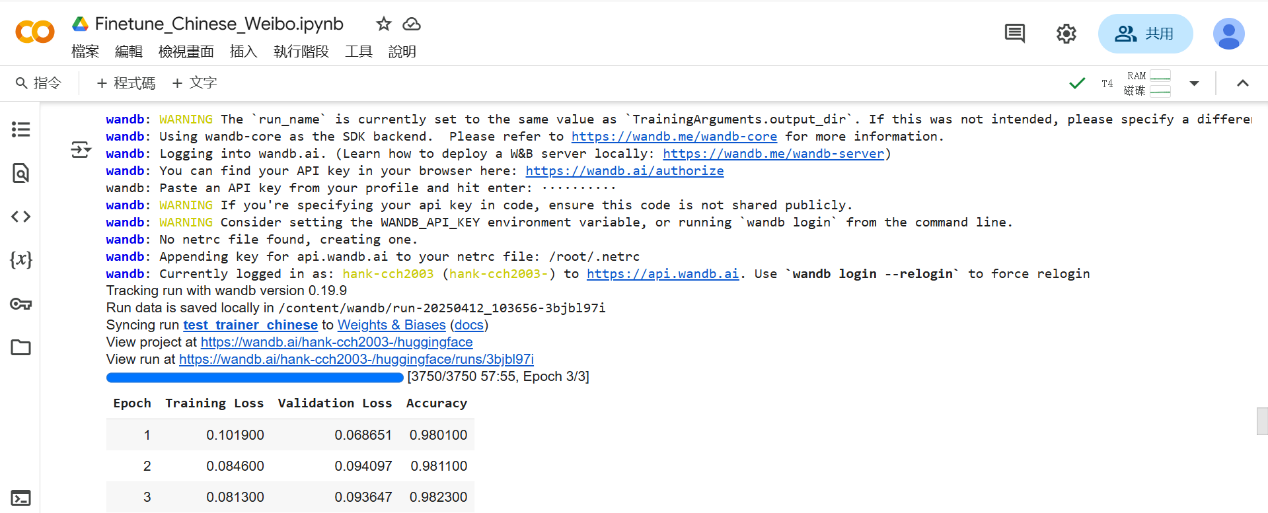 Finetune_Chinese_Weibo.ipynb
檔案 編輯 檢視畫面 插入 執行階段 工具 說明
共用
指令 + 程式碼 + 文字
T4 RAM
磁碟
wandb: WARNING The `run_name` is currently set to the same value as `TrainingArguments.output_dir`. If this was not intended, please specify a differen
wandb: Using wandb-core as the SDK backend.  Please refer to https://wandb.me/wandb-core for more information.
wandb: Logging into wandb.ai. (Learn how to deploy a W&B server locally: https://wandb.me/wandb-server)
wandb: You can find your API key in your browser here: https://wandb.ai/authorize
wandb: Paste an API key from your profile and hit enter: ··········
wandb: WARNING If you're specifying your api key in code, ensure this code is not shared publicly.
wandb: WARNING Consider setting the WANDB_API_KEY environment variable, or running `wandb login` from the command line.
wandb: No netrc file found, creating one.
wandb: Appending key for api.wandb.ai to your netrc file: /root/.netrc
wandb: Currently logged in as: hank-cch2003 (hank-cch2003-) to https://api.wandb.ai. Use `wandb login --relogin` to force relogin
Tracking run with wandb version 0.19.9
Run data is saved locally in /content/wandb/run-20250412_103656-3bjbl97i
Syncing run test_trainer_chinese to Weights & Biases (docs)
View project at https://wandb.ai/hank-cch2003-/huggingface
View run at https://wandb.ai/hank-cch2003-/huggingface/runs/3bjbl97i
[3750/3750 57:55, Epoch 3/3]
Epoch Training Loss Validation Loss Accuracy
1 0.101900 0.068651 0.980100
2 0.084600 0.094097 0.981100
3 0.081300 0.093647 0.982300